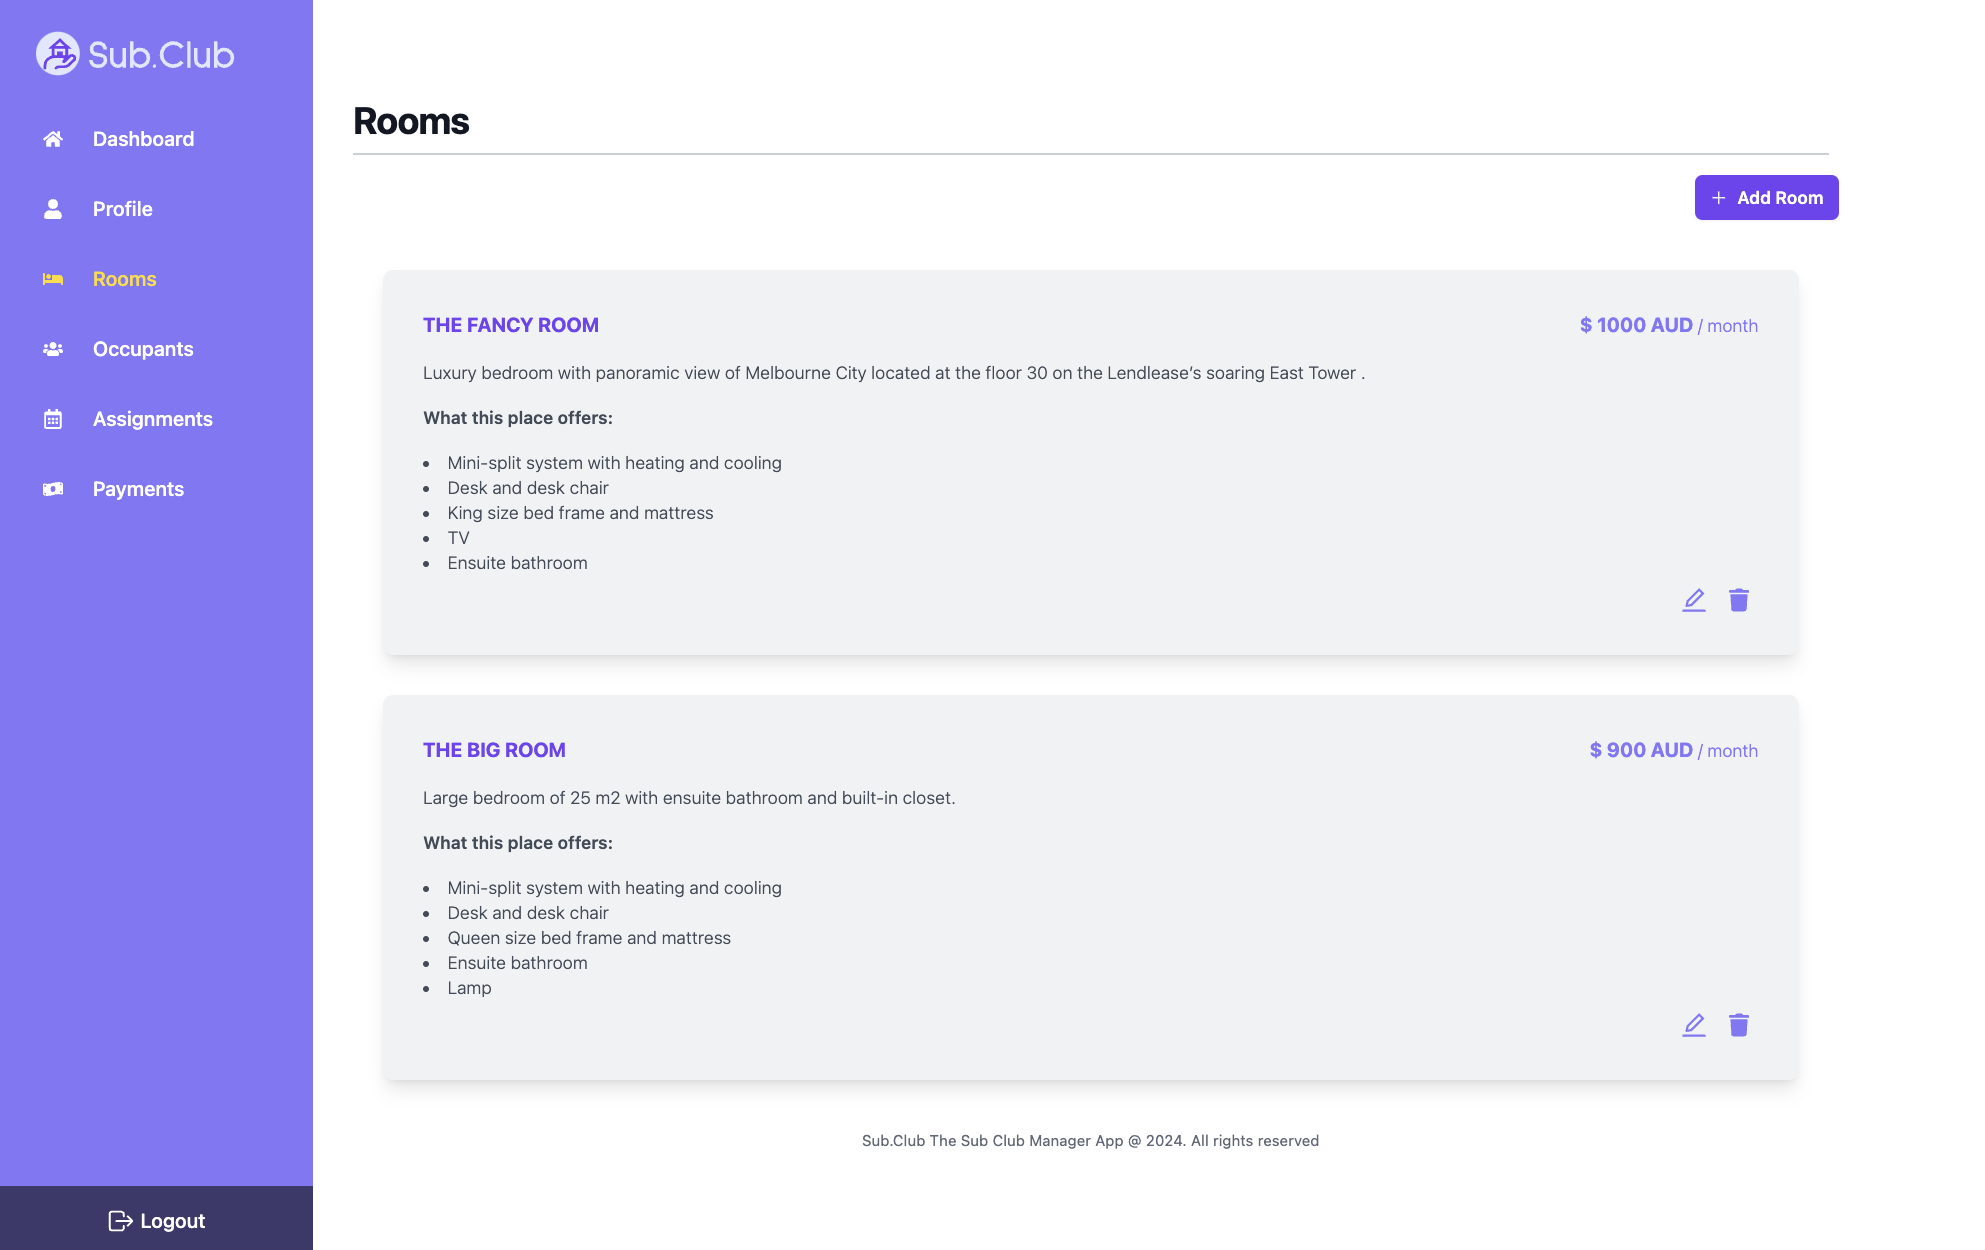 Sub.Club
Dashboard
Profile
Rooms
Occupants
Assignments
Payments
Logout
Rooms
+ Add Room
THE FANCY ROOM
$ 1000 AUD / month
Luxury bedroom with panoramic view of Melbourne City located at the floor 30 on the Lendlease’s soaring East Tower .
What this place offers:
• Mini-split system with heating and cooling
• Desk and desk chair
• King size bed frame and mattress
• TV
• Ensuite bathroom
THE BIG ROOM
$ 900 AUD / month
Large bedroom of 25 m2 with ensuite bathroom and built-in closet.
What this place offers:
• Mini-split system with heating and cooling
• Desk and desk chair
• Queen size bed frame and mattress
• Ensuite bathroom
• Lamp
Sub.Club The Sub Club Manager App @ 2024. All rights reserved